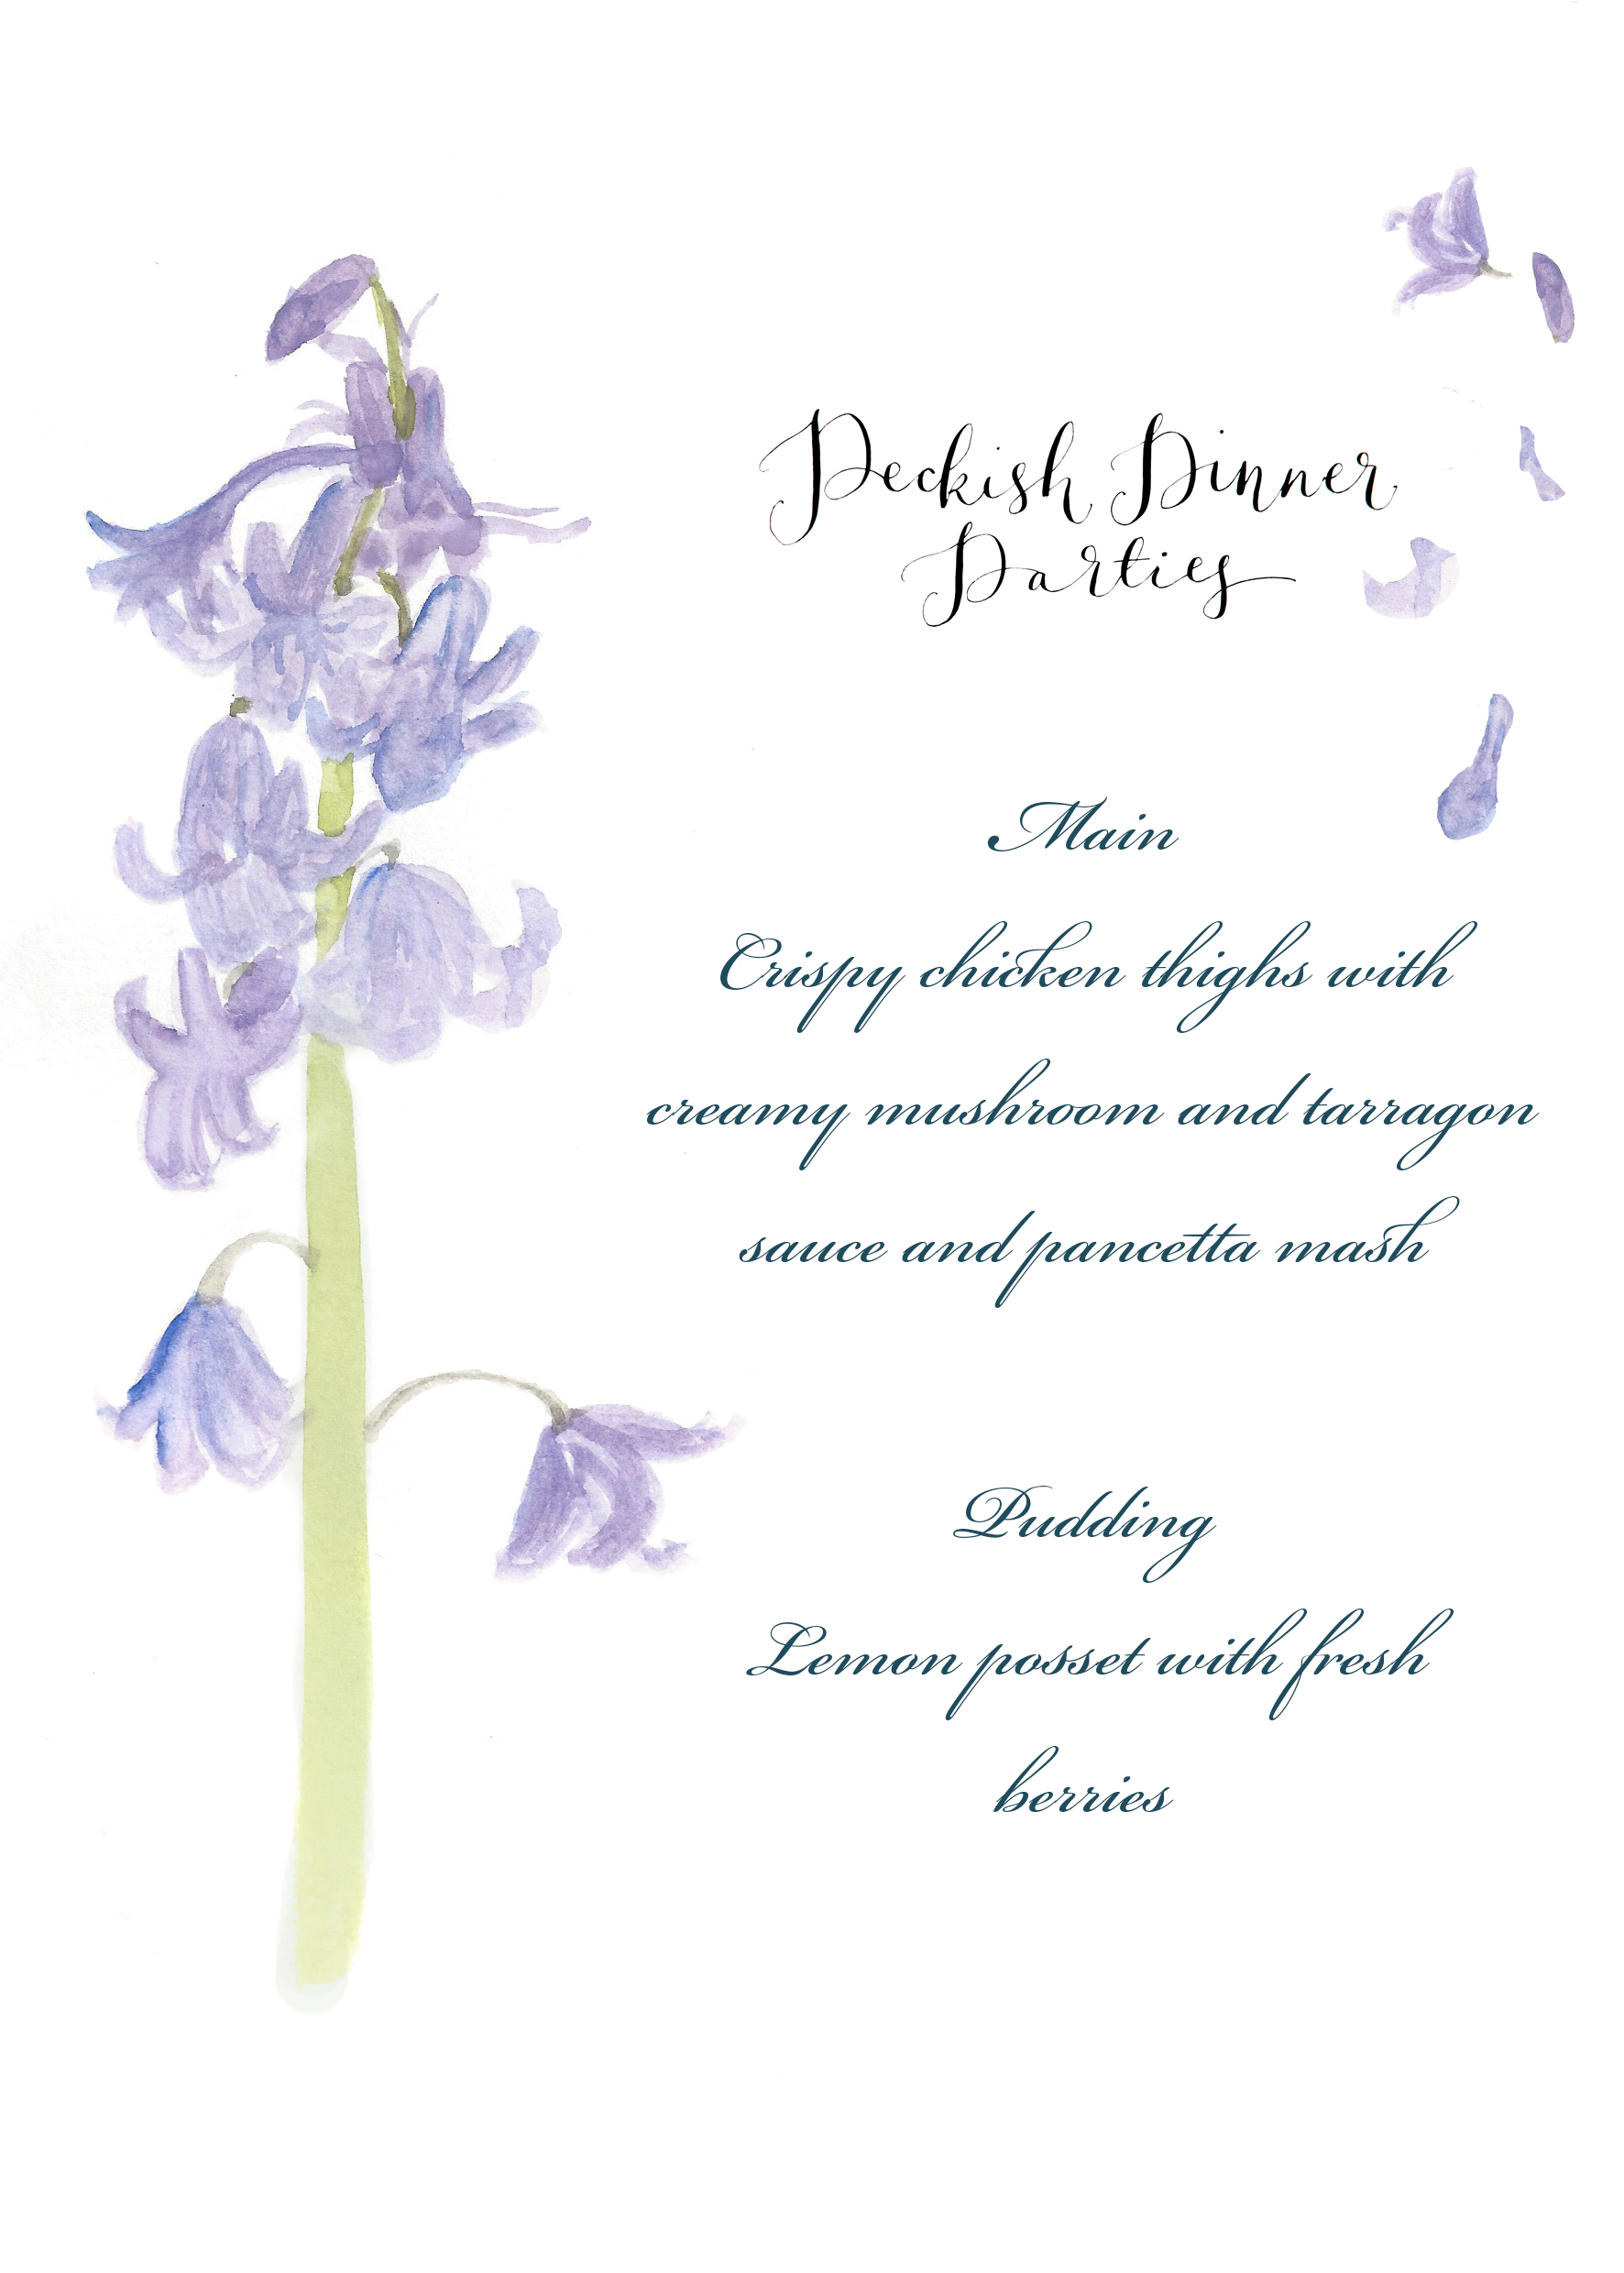 Peckish Dinner
Parties
Main
Crispy chicken thighs with
creamy mushroom and tarragon
sauce and pancetta mash
Pudding
Lemon posset with fresh
berries